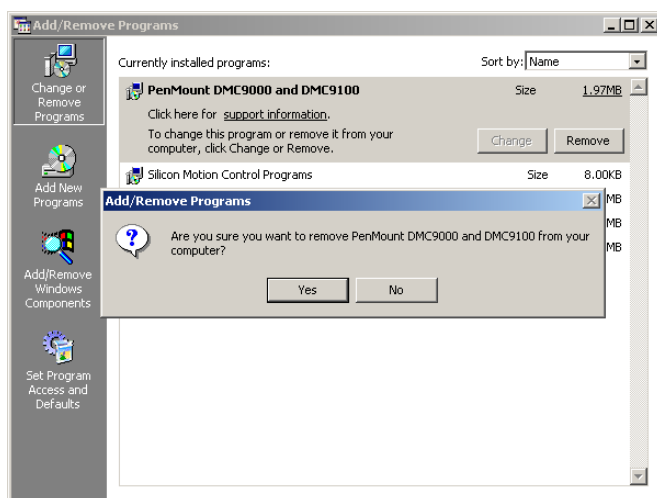 Add/Remove Programs
Change or
Remove
Programs
Add New
Programs
Add/Remove
Windows
Components
Set Program
Access and
Defaults
Currently installed programs:
Sort by: Name
PenMount DMC9000 and DMC9100 Size 1.97MB
Click here for support information.
To change this program or remove it from your
computer, click Change or Remove.
Change Remove
Silicon Motion Control Programs Size 8.00KB
MB
MB
MB
Add/Remove Programs
Are you sure you want to remove PenMount DMC9000 and DMC9100 from your
computer?
Yes No